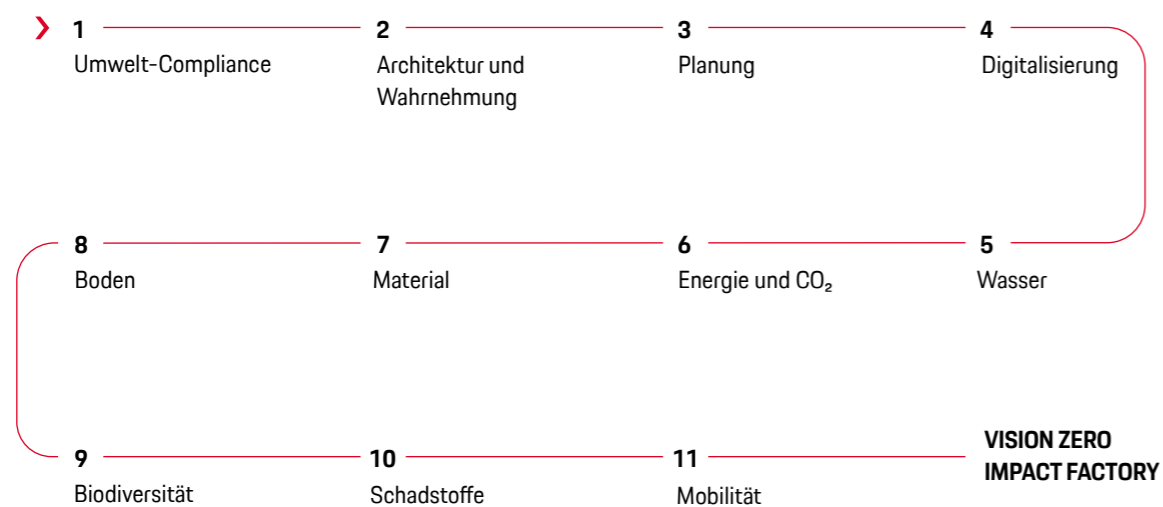 1
Umwelt-Compliance
2
Architektur und
Wahrnehmung
3
Planung
4
Digitalisierung
5
Wasser
6
Energie und CO₂
7
Material
8
Boden
9
Biodiversität
10
Schadstoffe
11
Mobilität
VISION ZERO
IMPACT FACTORY